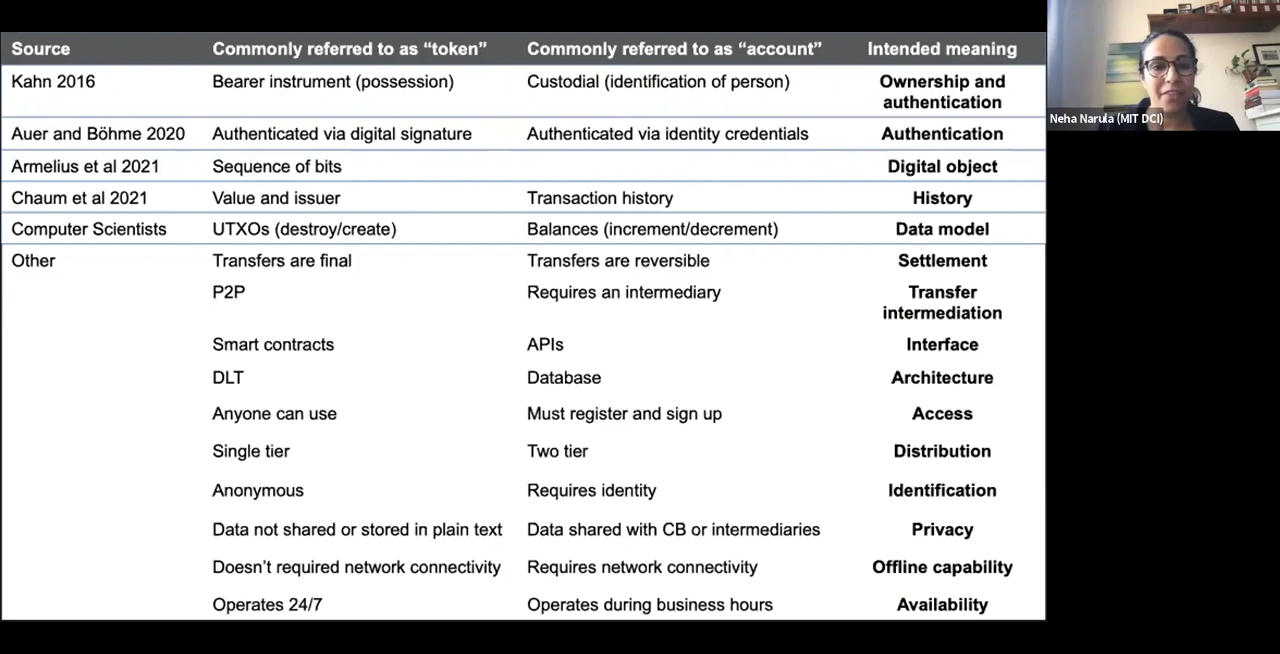 Source Commonly referred to as “token” Commonly referred to as “account” Intended meaning
Kahn 2016 Bearer instrument (possession) Custodial (identification of person) Ownership and
authentication
Auer and Böhme 2020 Authenticated via digital signature Authenticated via identity credentials Authentication
Armelius et al 2021 Sequence of bits Digital object
Chaum et al 2021 Value and issuer Transaction history History
Computer Scientists UTXOs (destroy/create) Balances (increment/decrement) Data model
Other Transfers are final Transfers are reversible Settlement
P2P Requires an intermediary Transfer
intermediation
Smart contracts APIs Interface
DLT Database Architecture
Anyone can use Must register and sign up Access
Single tier Two tier Distribution
Anonymous Requires identity Identification
Data not shared or stored in plain text Data shared with CB or intermediaries Privacy
Doesn’t required network connectivity Requires network connectivity Offline capability
Operates 24/7 Operates during business hours Availability
Neha Narula (MIT DCI)